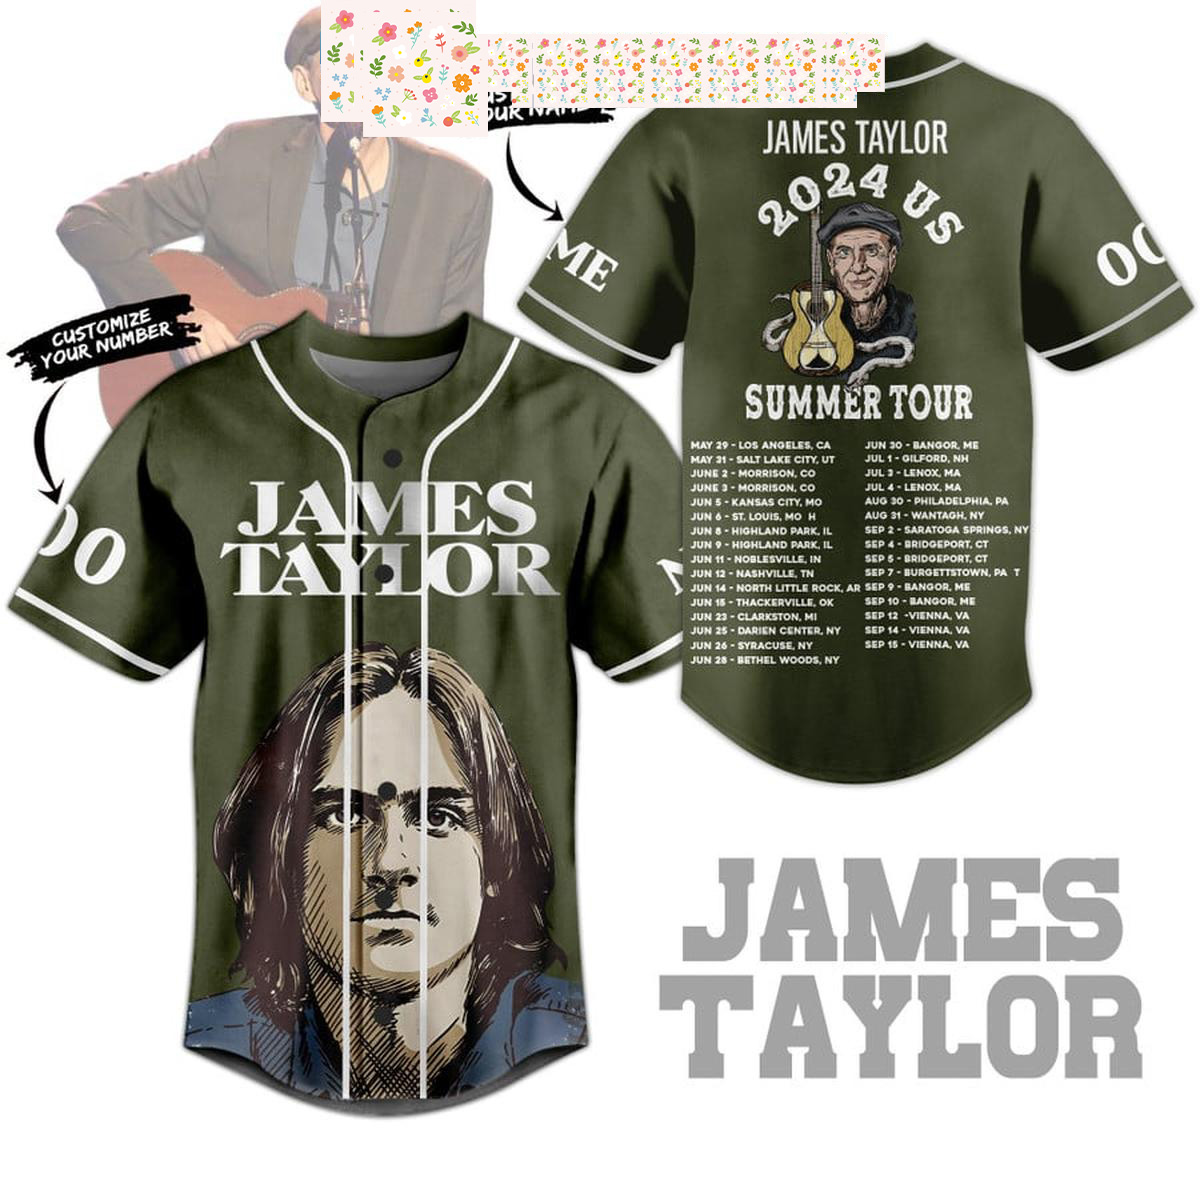 OUR NAME
JAMES TAYLOR
2024 US
ME
00
SUMMER TOUR
CUSTOMIZE
YOUR NUMBER
00
JAMES
TAYLOR
MAY 29 - LOS ANGELES, CA
MAY 31 - SALT LAKE CITY, UT
JUNE 2 - MORRISON, CO
JUNE 3 - MORRISON, CO
JUN 5 - KANSAS CITY, MO
JUN 6 - ST. LOUIS, MO H
JUN 8 - HIGHLAND PARK, IL
JUN 9 - HIGHLAND PARK, IL
JUN 11 - NOBLESVILLE, IN
JUN 12 - NASHVILLE, TN
JUN 14 - NORTH LITTLE ROCK, AR
JUN 15 - THACKERVILLE, OK
JUN 23 - CLARKSTON, MI
JUN 25 - DARIEN CENTER, NY
JUN 26 - SYRACUSE, NY
JUN 28 - BETHEL WOODS, NY
JUN 30 - BANGOR, ME
JUL 1 - GILFORD, NH
JUL 3 - LENOX, MA
JUL 4 - LENOX, MA
AUG 30 - PHILADELPHIA, PA
AUG 31 - WANTAGH, NY
SEP 2 - SARATOGA SPRINGS, NY
SEP 4 - BRIDGEPORT, CT
SEP 5 - BRIDGEPORT, CT
SEP 7 - BURGETTSTOWN, PA T
SEP 9 - BANGOR, ME
SEP 10 - BANGOR, ME
SEP 12 -VIENNA, VA
SEP 14 - VIENNA, VA
SEP 15 - VIENNA, VA
JAMES
TAYLOR